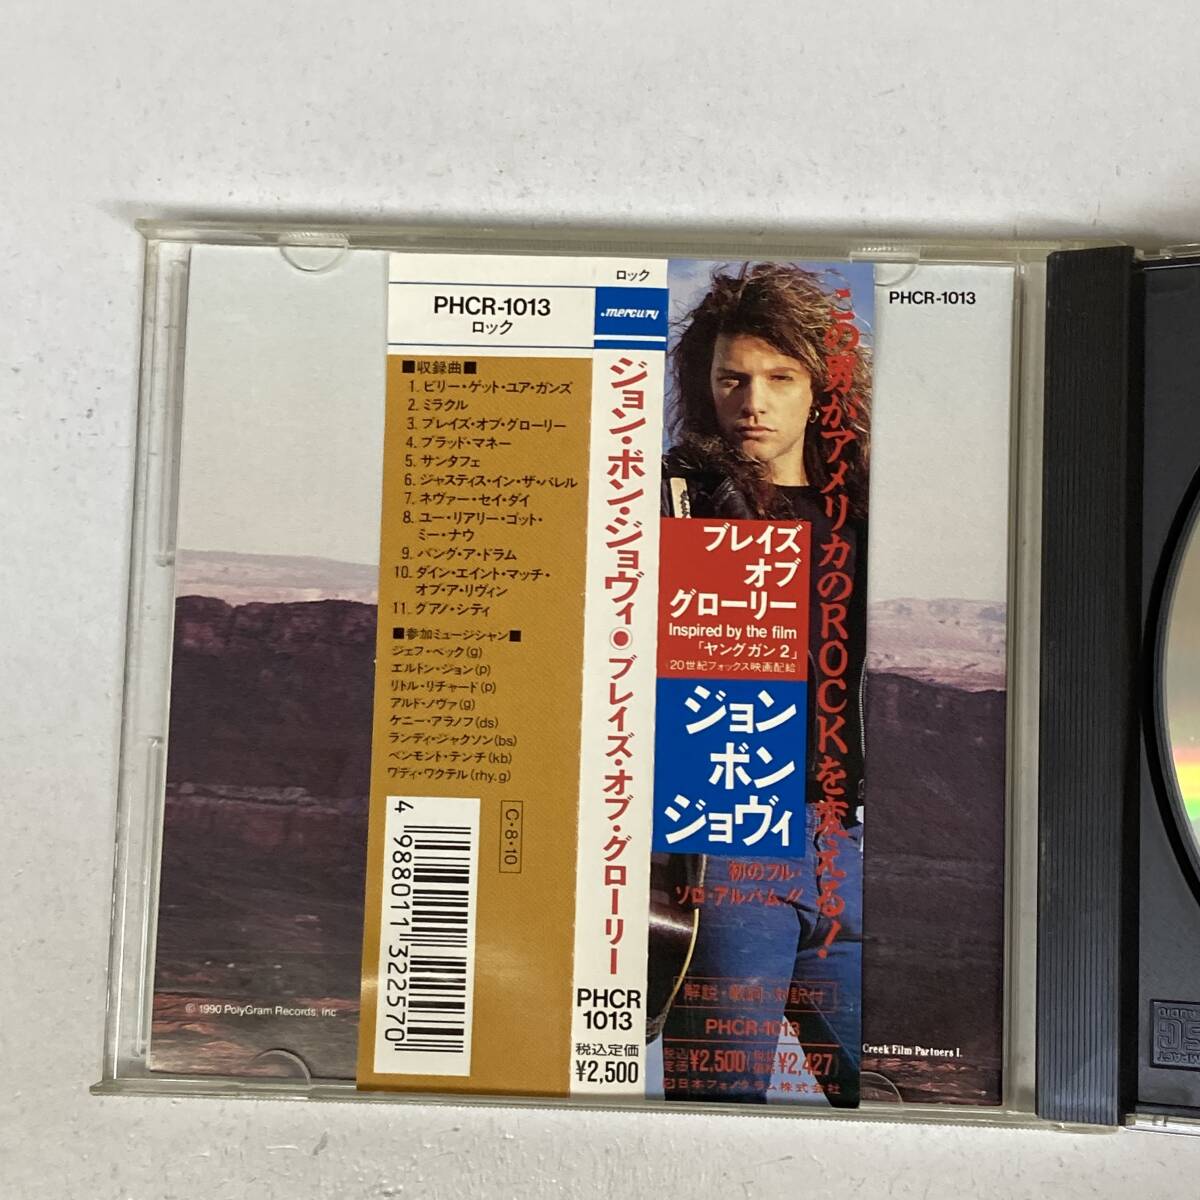 PHCR-1013
ロック
■収録曲■
1. ビリー・ゲット・ユア・ガンズ
2. ミラクル
3. ブレイズ・オブ・グローリー
4. ブラッド・マネー
5. サンタフェ
6. ジャスティス・イン・ザ・バレル
7. ネヴァー・セイ・ダイ
8. ユー・リアリー・ゴット・
ミー・ナウ
9. バング・ア・ドラム
10. ダイン・エイント・マッチ・
オブ・ア・リヴィン
11. グアノ・シティ
■参加ミュージシャン■
ジェフ・ベック(g)
エルトン・ジョン(p)
リトル・リチャード(p)
アルド・ノヴァ(g)
ケニー・アラノフ(ds)
ランディ・ジャクソン(bs)
ベンモント・テンチ(kb)
ワディ・ワクテル(rhy.g)
C・8・10
4 988011 322570
ロック
mercury
ジョン・ボン・ジョヴィ◉ブレイズ・オブ・グローリー
PHCR
1013
税込定価
¥2,500
この男がアメリカのROCKを変える!
ブレイズ
オブ
グローリー
Inspired by the film
「ヤングガン2」
(20世紀フォックス映画配給)
ジョン
ボン
ジョヴィ
初のフル・
ソロ・アルバム!!
解説・歌詞・対訳付
PHCR-1013
税込定価¥2,500(税抜価格¥2,427)
日本フォノグラム株式会社
PHCR-1013
© 1990 PolyGram Records, Inc
Creek Film Partners I.